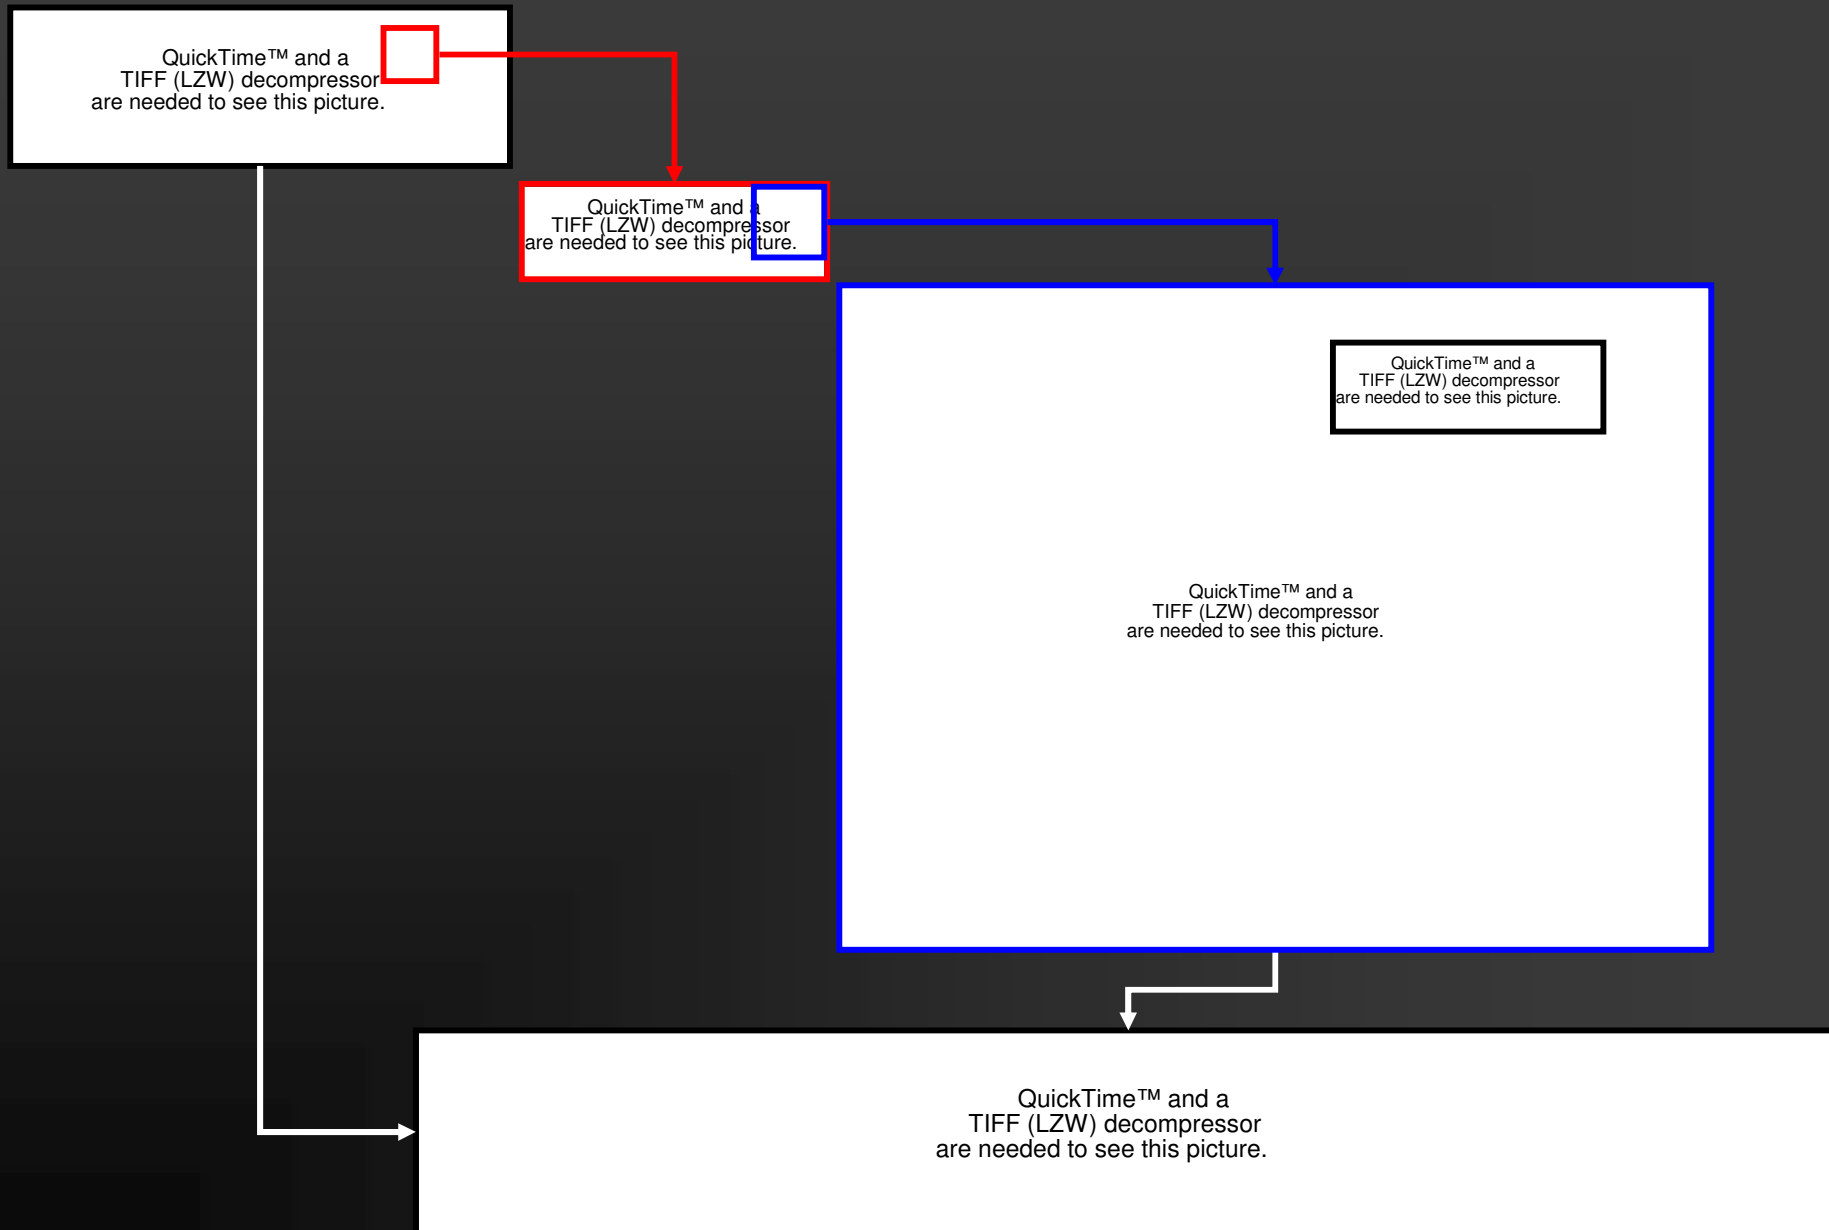 QuickTime™ and a
TIFF (LZW) decompressor
are needed to see this picture.
QuickTime™ and a
TIFF (LZW) decompressor
are needed to see this picture.
QuickTime™ and a
TIFF (LZW) decompressor
are needed to see this picture.
QuickTime™ and a
TIFF (LZW) decompressor
are needed to see this picture.
QuickTime™ and a
TIFF (LZW) decompressor
are needed to see this picture.